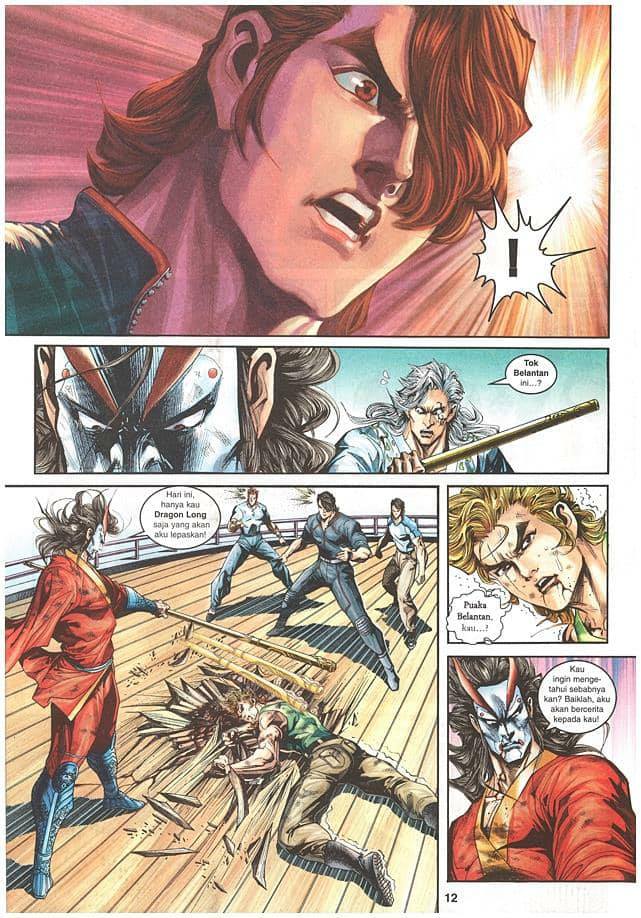 !
Tok
Belantan
ini...?
Hari ini,
hanya kau
Dragon Long
saja yang akan
aku lepaskan!
Puaka
Belantan,
kau...?
Kau
ingin menge-
tahui sebabnya
kan? Baiklah, aku
akan bercerita
kepada kau!
12